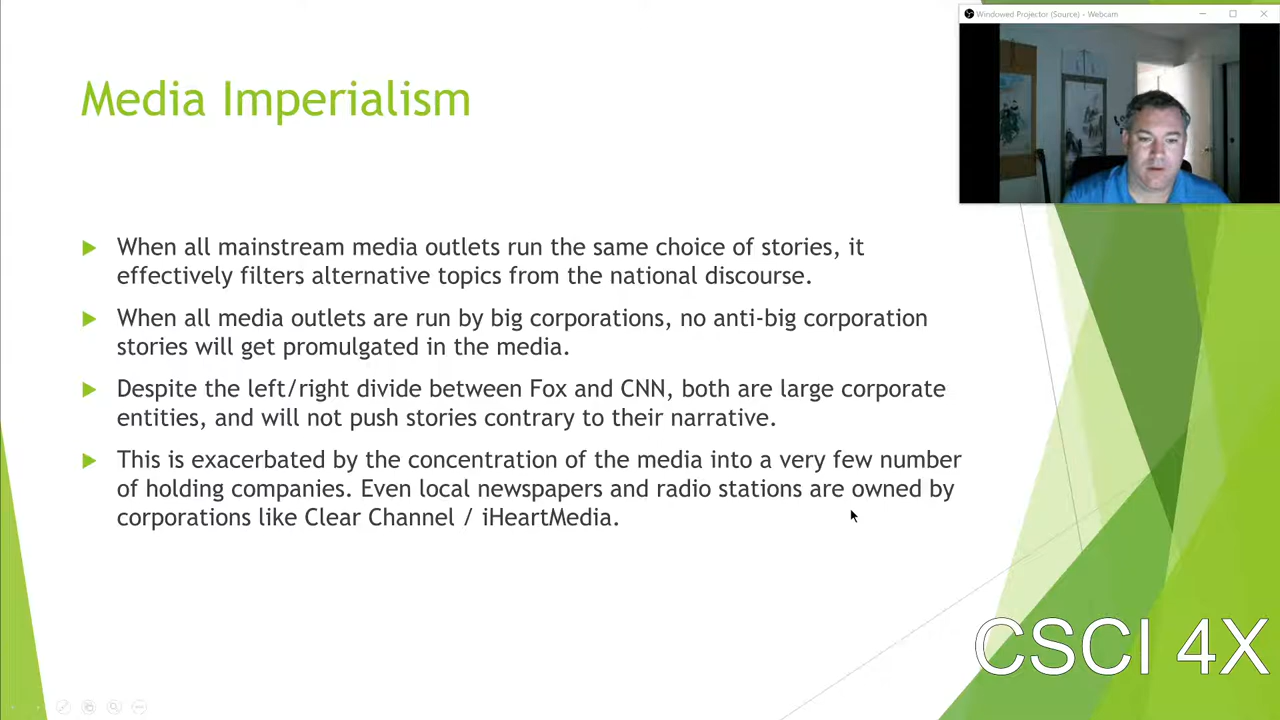 Windowed Projector (Source) - Webcam
Media Imperialism
When all mainstream media outlets run the same choice of stories, it
effectively filters alternative topics from the national discourse.
When all media outlets are run by big corporations, no anti-big corporation
stories will get promulgated in the media.
Despite the left/right divide between Fox and CNN, both are large corporate
entities, and will not push stories contrary to their narrative.
This is exacerbated by the concentration of the media into a very few number
of holding companies. Even local newspapers and radio stations are owned by
corporations like Clear Channel / iHeartMedia.
CSCI 4X